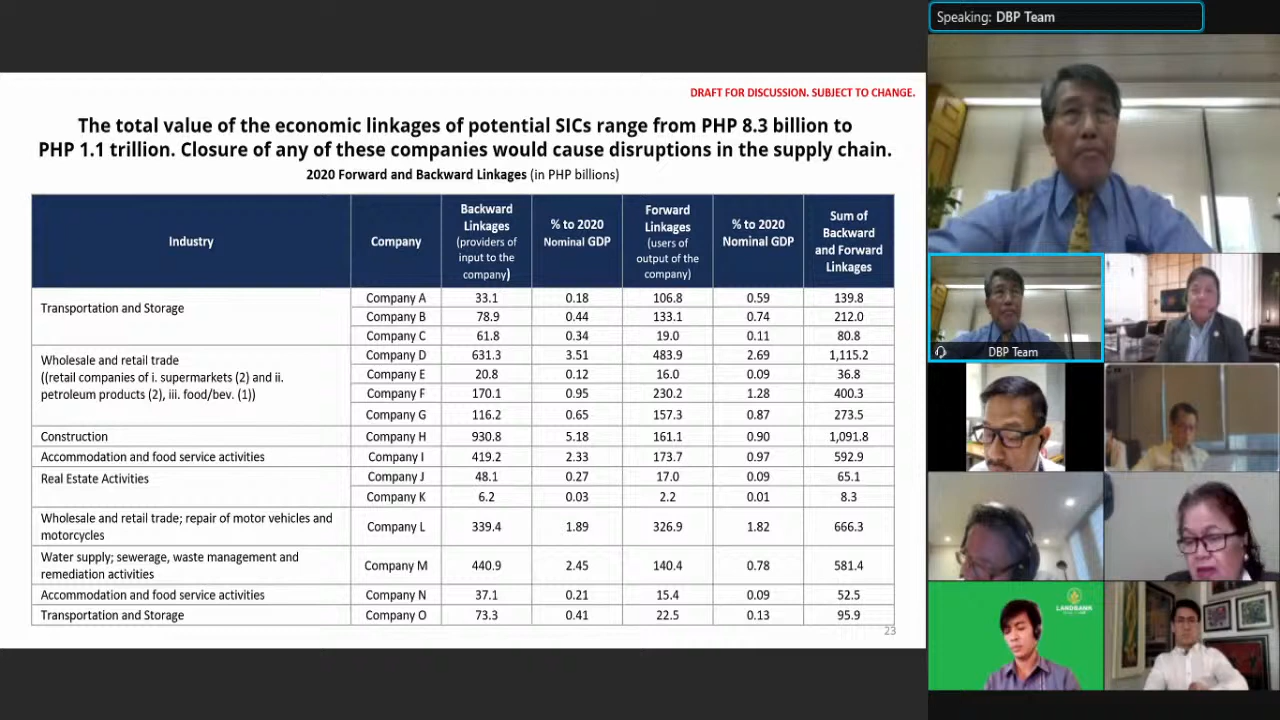 Speaking: DBP Team
DRAFT FOR DISCUSSION. SUBJECT TO CHANGE.
The total value of the economic linkages of potential SICs range from PHP 8.3 billion to
PHP 1.1 trillion. Closure of any of these companies would cause disruptions in the supply chain.
2020 Forward and Backward Linkages (in PHP billions)
Industry Company Backward Linkages (providers of input to the company) % to 2020 Nominal GDP Forward Linkages (users of output of the company) % to 2020 Nominal GDP Sum of Backward and Forward Linkages
Transportation and Storage Company A 33.1 0.18 106.8 0.59 139.8
Company B 78.9 0.44 133.1 0.74 212.0
Company C 61.8 0.34 19.0 0.11 80.8
Wholesale and retail trade Company D 631.3 3.51 483.9 2.69 1,115.2
((retail companies of i. supermarkets (2) and ii. Company E 20.8 0.12 16.0 0.09 36.8
petroleum products (2), iii. food/bev. (1)) Company F 170.1 0.95 230.2 1.28 400.3
Company G 116.2 0.65 157.3 0.87 273.5
Construction Company H 930.8 5.18 161.1 0.90 1,091.8
Accommodation and food service activities Company I 419.2 2.33 173.7 0.97 592.9
Real Estate Activities Company J 48.1 0.27 17.0 0.09 65.1
Company K 6.2 0.03 2.2 0.01 8.3
Wholesale and retail trade; repair of motor vehicles and
motorcycles Company L 339.4 1.89 326.9 1.82 666.3
Water supply; sewerage, waste management and
remediation activities Company M 440.9 2.45 140.4 0.78 581.4
Accommodation and food service activities Company N 37.1 0.21 15.4 0.09 52.5
Transportation and Storage Company O 73.3 0.41 22.5 0.13 95.9
23
DBP Team
LANDBANK